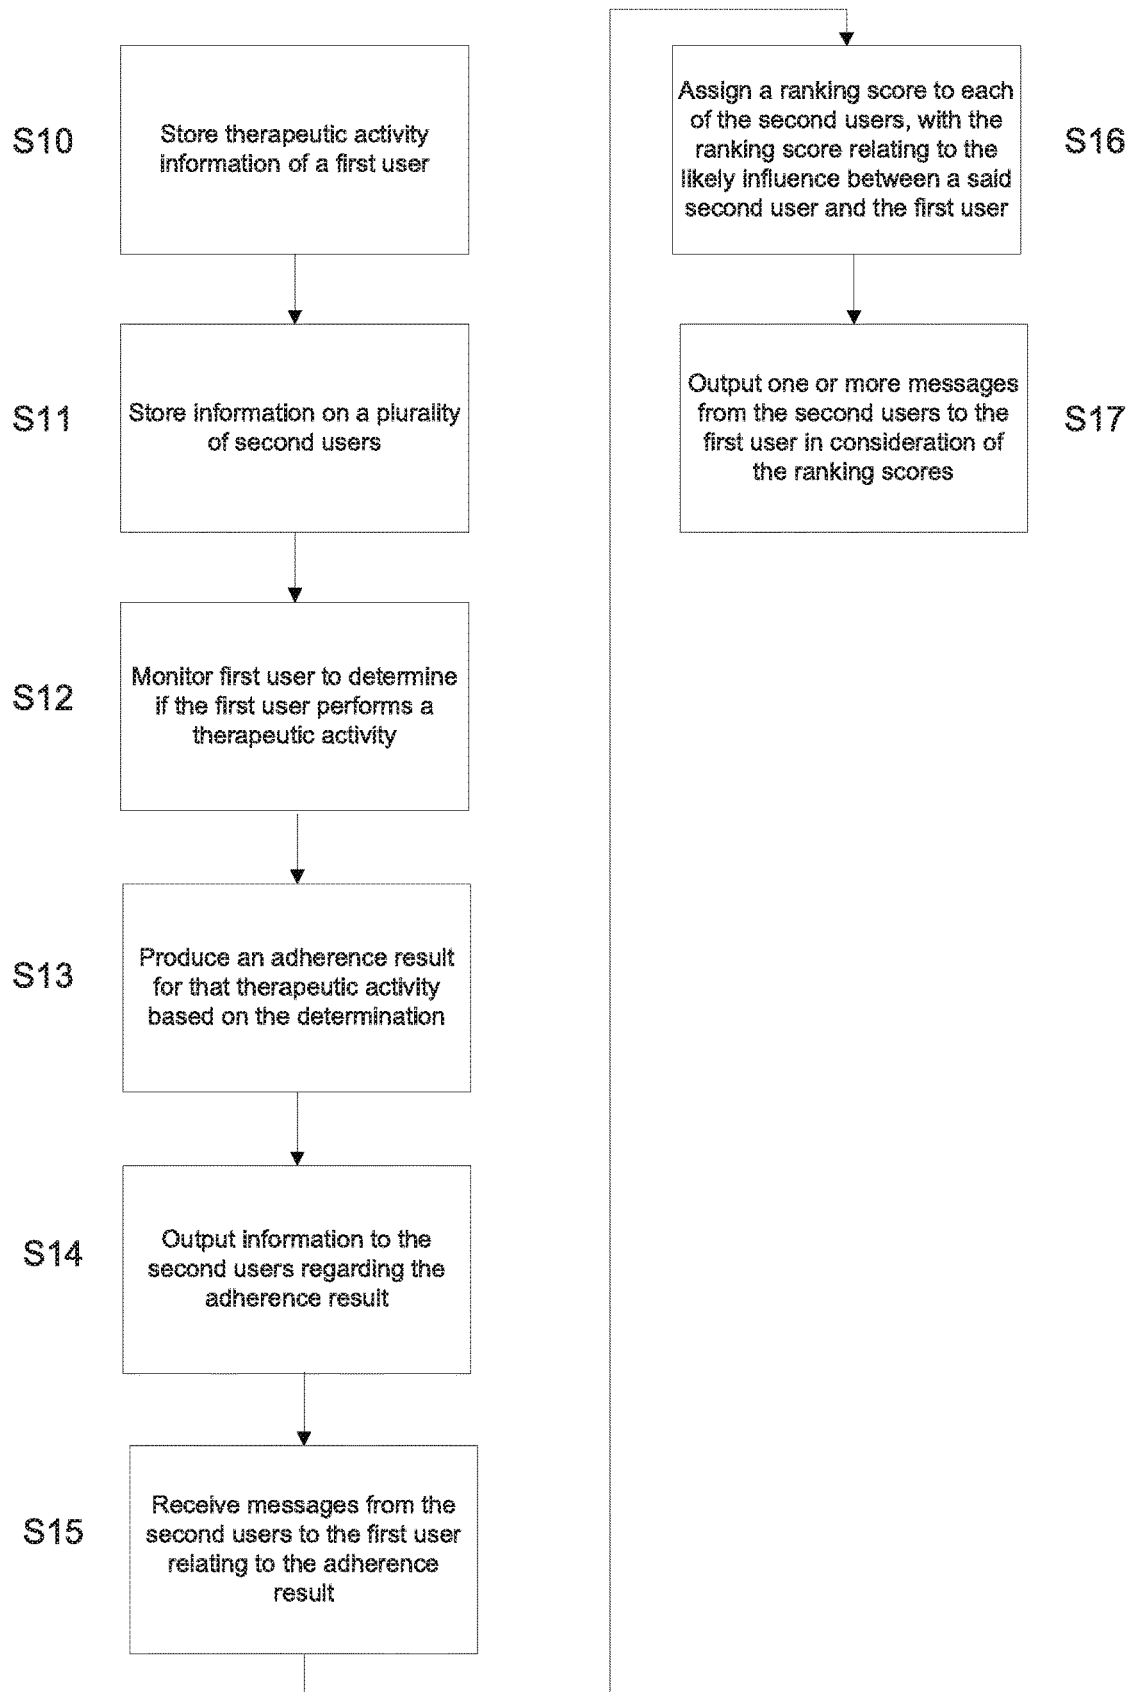 S10
Store therapeutic activity
information of a first user
S11
Store information on a plurality
of second users
S12
Monitor first user to determine
if the first user performs a
therapeutic activity
S13
Produce an adherence result
for that therapeutic activity
based on the determination
S14
Output information to the
second users regarding the
adherence result
S15
Receive messages from the
second users to the first user
relating to the adherence
result
Assign a ranking score to each
of the second users, with the
ranking score relating to the
likely influence between a said
second user and the first user
S16
Output one or more messages
from the second users to the
first user in consideration of
the ranking scores
S17